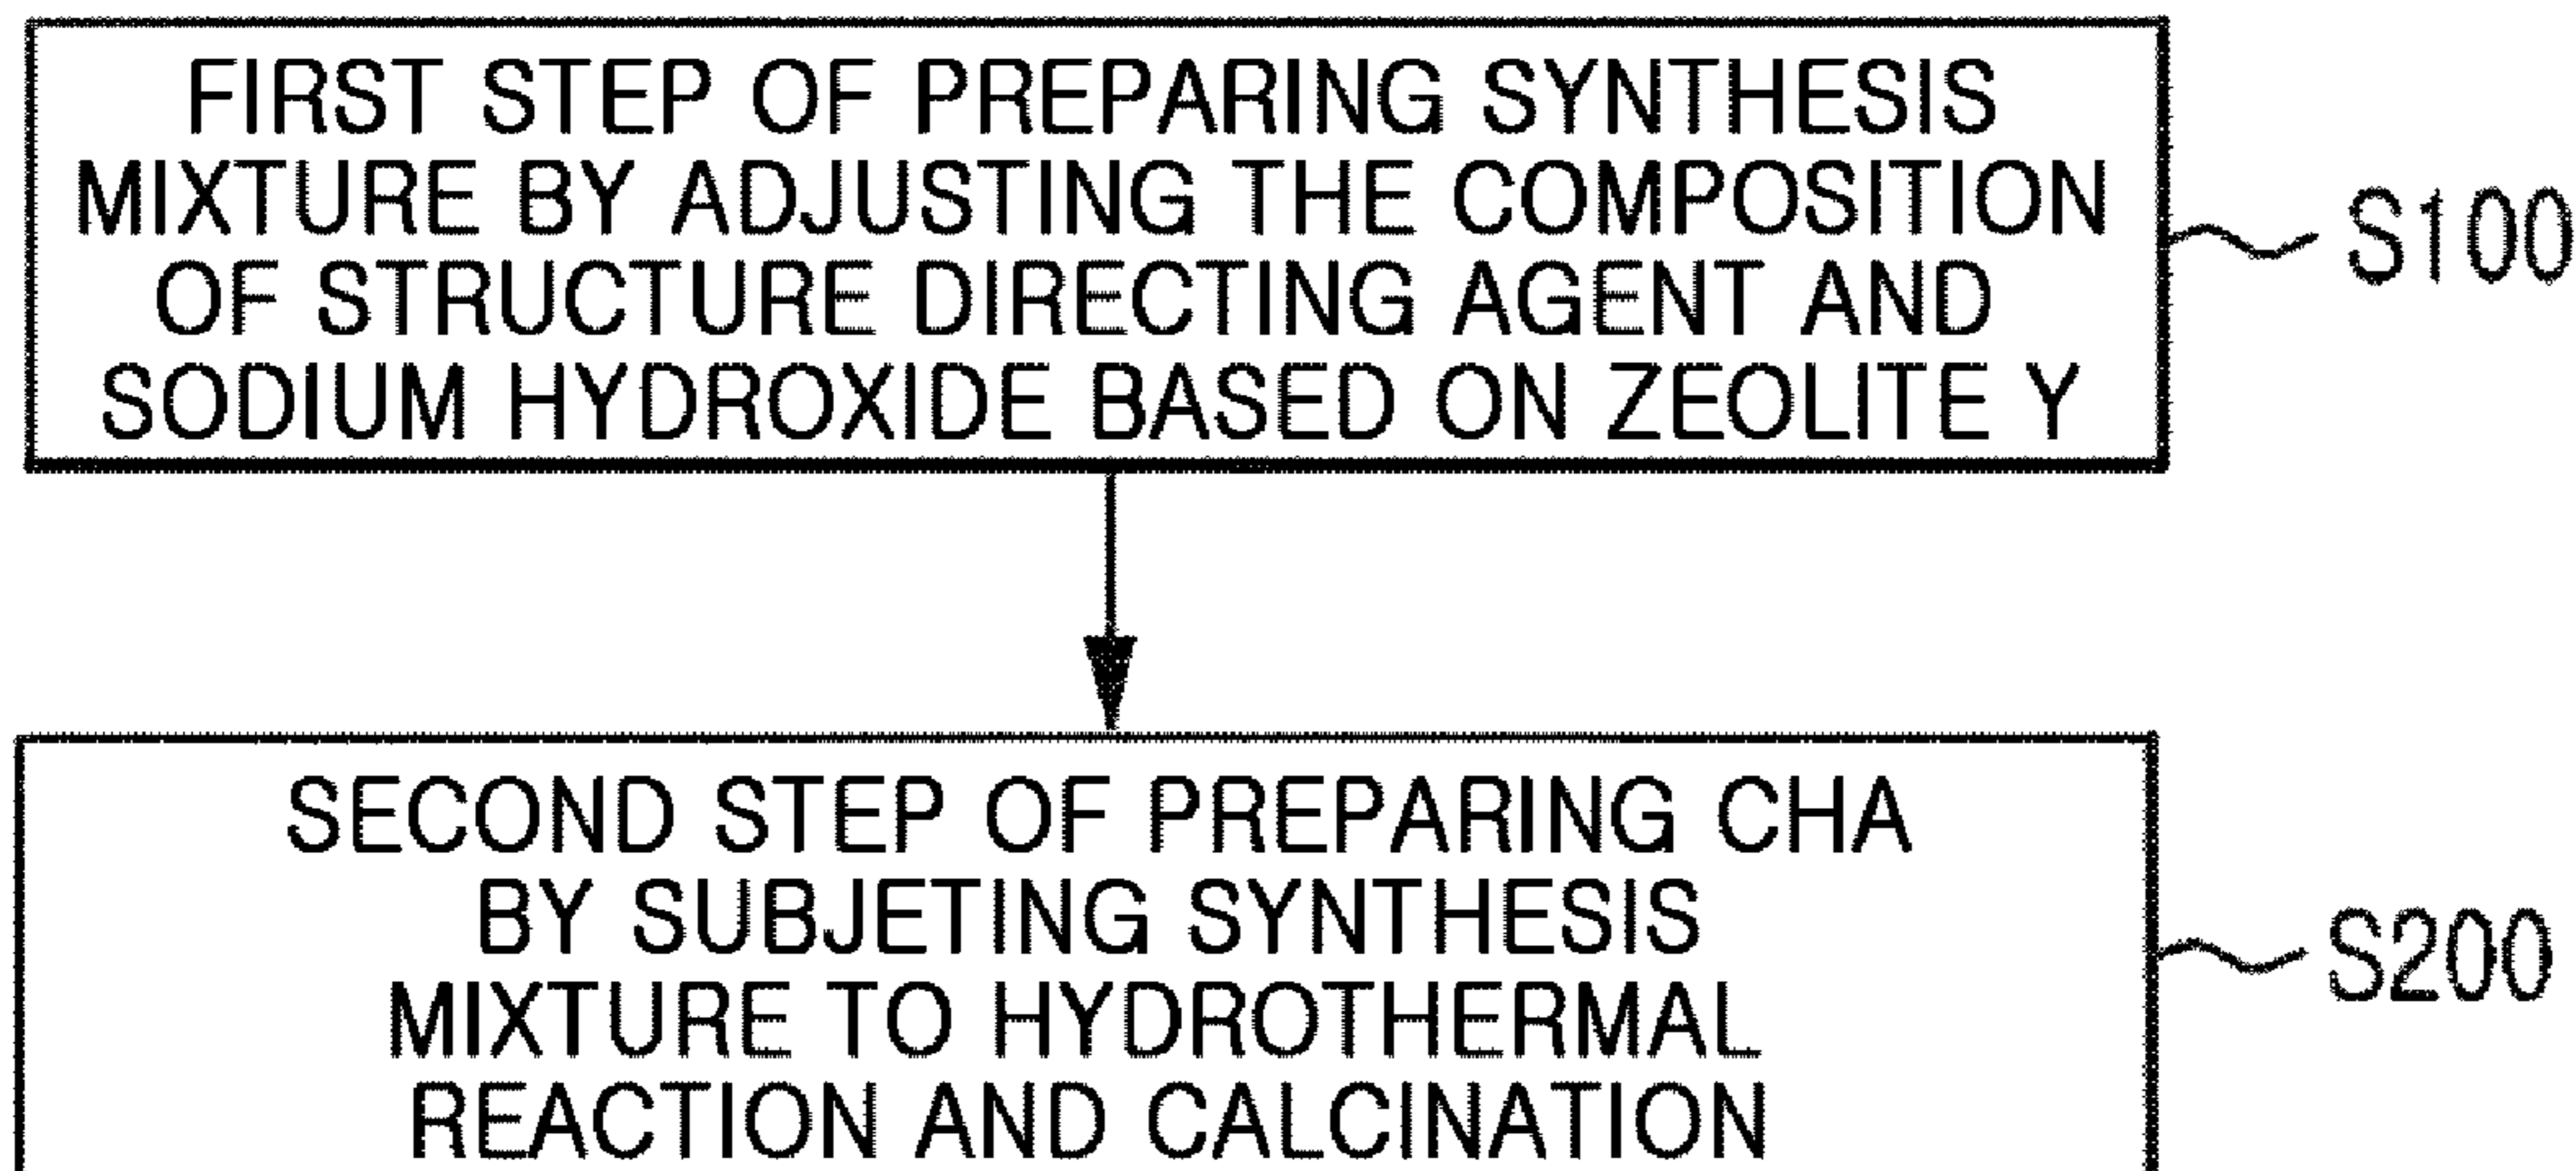 FIRST STEP OF PREPARING SYNTHESIS
MIXTURE BY ADJUSTING THE COMPOSITION
OF STRUCTURE DIRECTING AGENT AND
SODIUM HYDROXIDE BASED ON ZEOLITE Y
S100
SECOND STEP OF PREPARING CHA
BY SUBJETING SYNTHESIS
MIXTURE TO HYDROTHERMAL
REACTION AND CALCINATION
S200